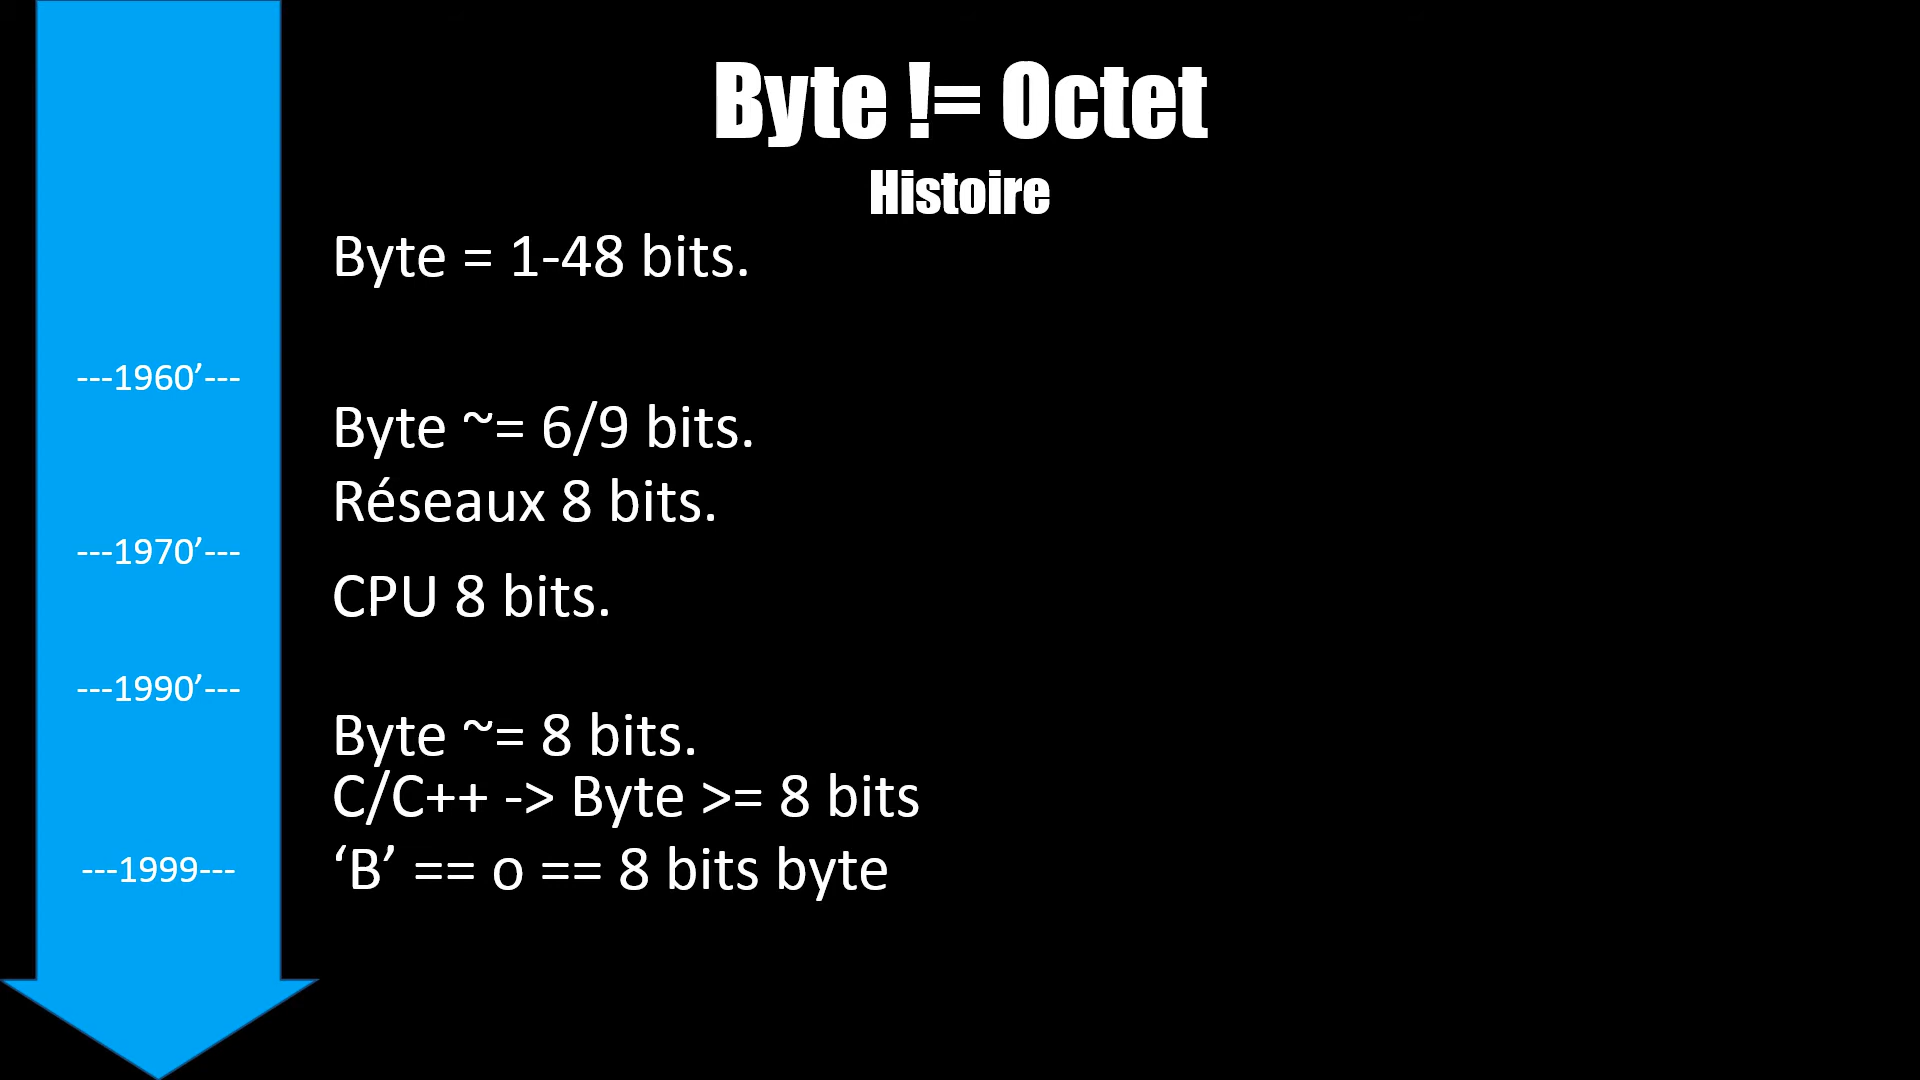 Byte != Octet
Histoire
Byte = 1-48 bits.
---1960’---
Byte ~= 6/9 bits.
Réseaux 8 bits.
---1970’---
CPU 8 bits.
---1990’---
Byte ~= 8 bits.
C/C++ -> Byte >= 8 bits
---1999---
‘B’ == o == 8 bits byte